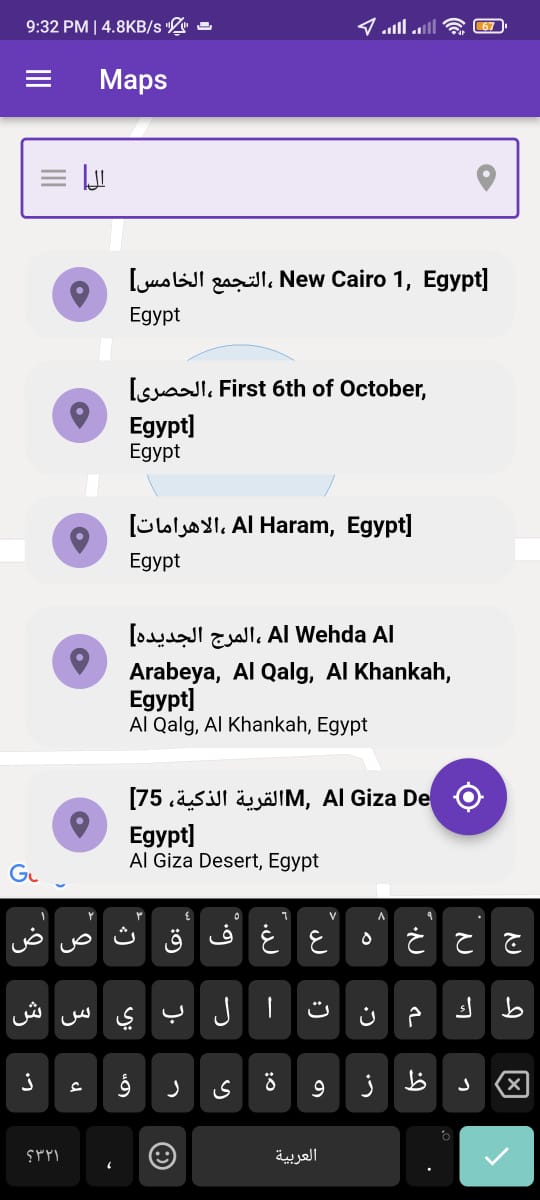 9:32 PM | 4.8KB/s
67
Maps
ال
[التجمع الخامس، New Cairo 1,  Egypt]
Egypt
[الحصرى، First 6th of October,
Egypt]
Egypt
[الاهرامات، Al Haram,  Egypt]
Egypt
[المرج الجديده، Al Wehda Al
Arabeya,  Al Qalg,  Al Khankah,
Egypt]
Al Qalg, Al Khankah, Egypt
[القرية الذكية، 75M,  Al Giza De
Egypt]
Al Giza Desert, Egypt
١ ٢ ٣ ٤ ٥ ٦ ٧ ٨ ٩ ٠
ض ص ث ق ف غ ع ه خ ح ج
ش س ي ب ل ا ت ن م ك ط
ذ ء ؤ ر ى ة و ز ظ د
٣٢١؟ ، العربية .